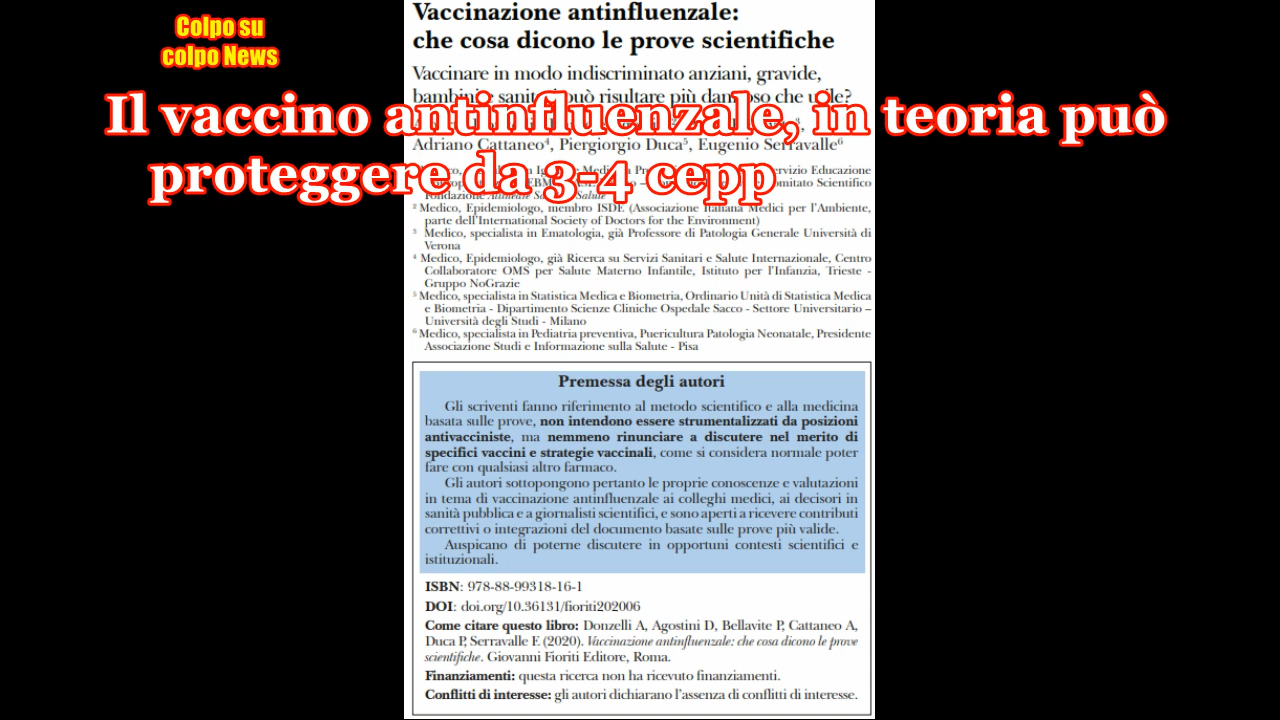 Colpo su
colpo News
Vaccinazione antinfluenzale:
che cosa dicono le prove scientifiche
Vaccinare in modo indiscriminato anziani, gravide,
può risultare più che
Il vaccino antinfluenzale, in teoria può
proteggere da 3-4 cepp
Adriano Cattaneo⁴, Piergiorgio Duca⁵, Eugenio Serravalle⁶
Servizio Educazione
Comitato Scientifico
Fondazione
² Medico, Epidemiologo, membro ISDE (Associazione Italiana Medici per l'Ambiente,
parte dell'International Society of Doctors for the Environment)
³ Medico, specialista in Ematologia, già Professore di Patologia Generale Università di
Verona
⁴ Medico, Epidemiologo, già Ricerca su Servizi Sanitari e Salute Internazionale, Centro
Collaboratore OMS per Salute Materno Infantile, Istituto per l'Infanzia, Trieste -
Gruppo NoGrazie
⁵ Medico, specialista in Statistica Medica e Biometria, Ordinario Unità di Statistica Medica
e Biometria - Dipartimento Scienze Cliniche Ospedale Sacco - Settore Universitario –
Università degli Studi - Milano
⁶ Medico, specialista in Pediatria preventiva, Puericultura Patologia Neonatale, Presidente
Associazione Studi e Informazione sulla Salute - Pisa
Premessa degli autori
Gli scriventi fanno riferimento al metodo scientifico e alla medicina
basata sulle prove, non intendono essere strumentalizzati da posizioni
antivacciniste, ma nemmeno rinunciare a discutere nel merito di
specifici vaccini e strategie vaccinali, come si considera normale poter
fare con qualsiasi altro farmaco.
Gli autori sottopongono pertanto le proprie conoscenze e valutazioni
in tema di vaccinazione antinfluenzale ai colleghi medici, ai decisori in
sanità pubblica e a giornalisti scientifici, e sono aperti a ricevere contributi
correttivi o integrazioni del documento basate sulle prove più valide.
Auspicano di poterne discutere in opportuni contesti scientifici e
istituzionali.
ISBN: 978-88-99318-16-1
DOI: doi.org/10.36131/fioriti202006
Come citare questo libro: Donzelli A, Agostini D, Bellavite P, Cattaneo A,
Duca P, Serravalle E (2020). Vaccinazione antinfluenzale: che cosa dicono le prove
scientifiche. Giovanni Fioriti Editore, Roma.
Finanziamenti: questa ricerca non ha ricevuto finanziamenti.
Conflitti di interesse: gli autori dichiarano l'assenza di conflitti di interesse.